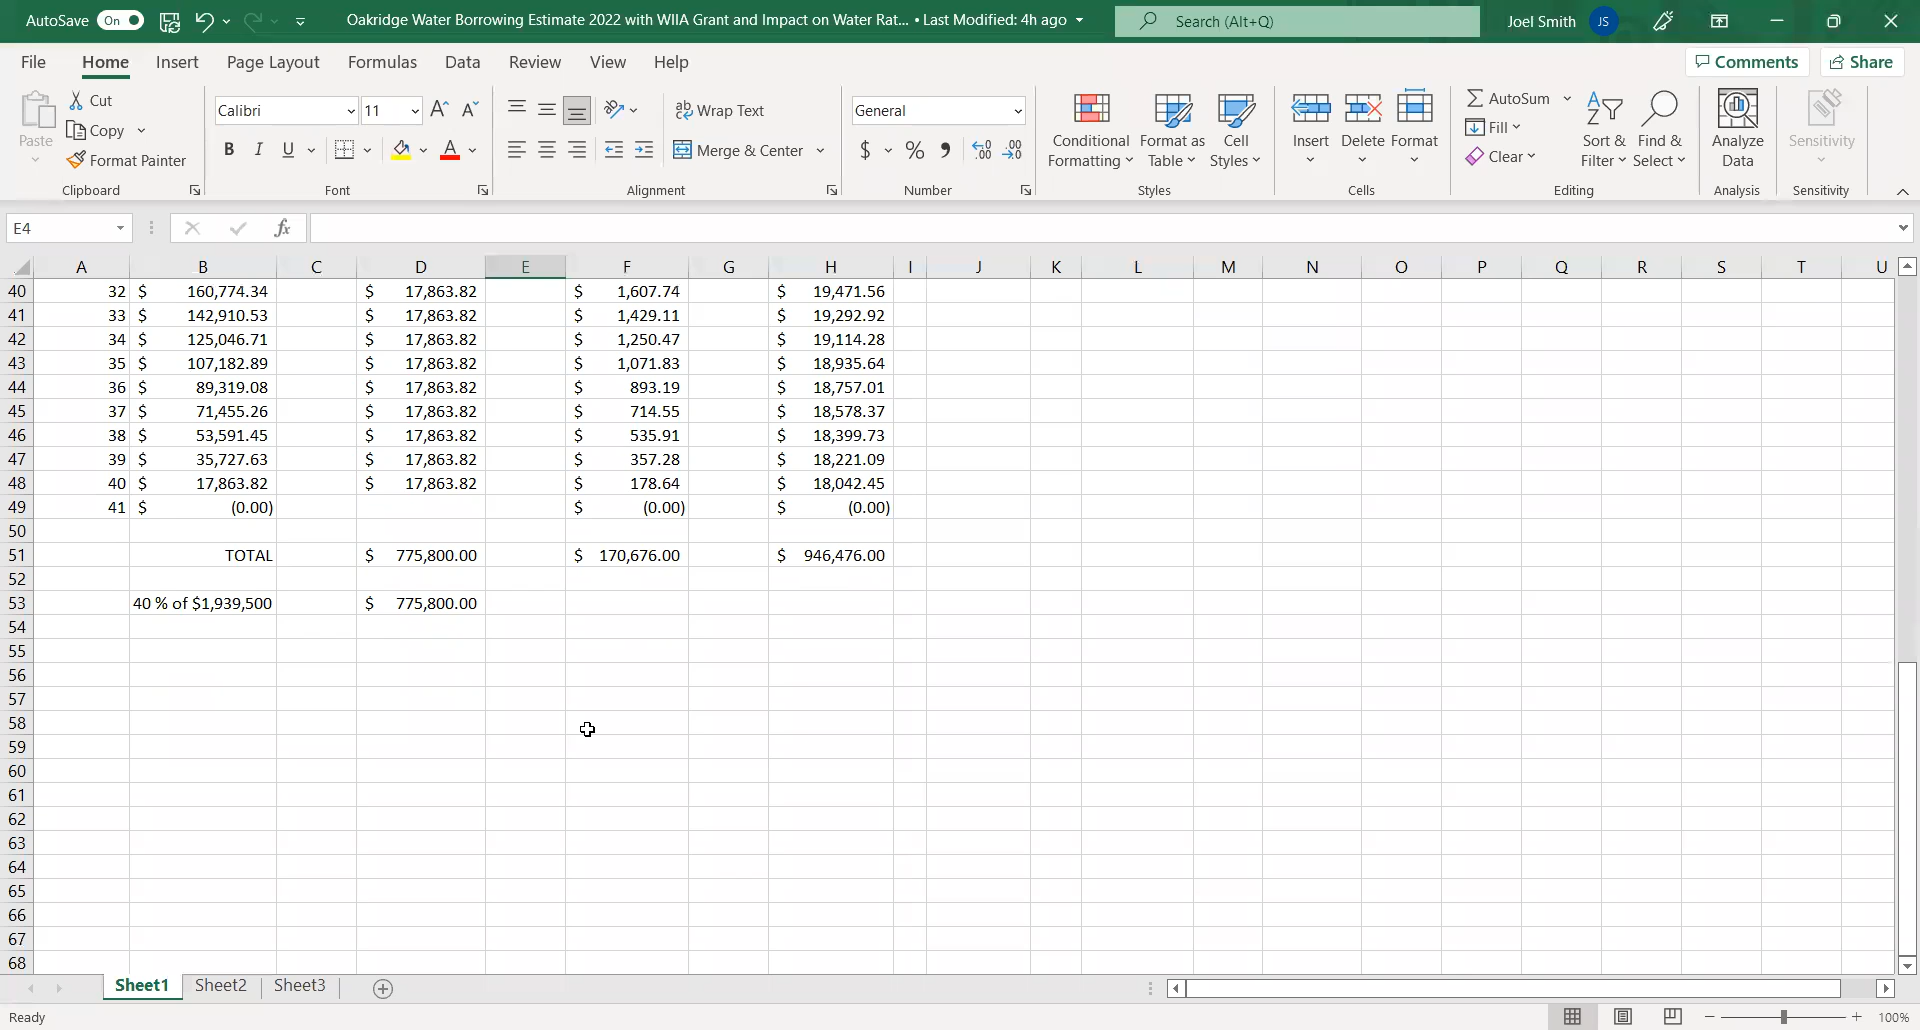 AutoSave On Oakridge Water Borrowing Estimate 2022 with WIIA Grant and Impact on Water Rat... • Last Modified: 4h ago Search (Alt+Q) Joel Smith JS
File Home Insert Page Layout Formulas Data Review View Help Comments Share
Paste Cut Copy Format Painter
Clipboard
Calibri 11 A A
B I U A
Font
ab Wrap Text
Merge & Center
Alignment
General
$ % , .00 .00
Number
Conditional Formatting Format as Table Cell Styles
Styles
Insert Delete Format
Cells
AutoSum Fill Clear Sort & Filter Find & Select
Editing
Analyze Data
Analysis
Sensitivity
Sensitivity
E4 fx
A B C D E F G H I J K L M N O P Q R S T U
40 32 $ 160,774.34 $ 17,863.82 $ 1,607.74 $ 19,471.56
41 33 $ 142,910.53 $ 17,863.82 $ 1,429.11 $ 19,292.92
42 34 $ 125,046.71 $ 17,863.82 $ 1,250.47 $ 19,114.28
43 35 $ 107,182.89 $ 17,863.82 $ 1,071.83 $ 18,935.64
44 36 $ 89,319.08 $ 17,863.82 $ 893.19 $ 18,757.01
45 37 $ 71,455.26 $ 17,863.82 $ 714.55 $ 18,578.37
46 38 $ 53,591.45 $ 17,863.82 $ 535.91 $ 18,399.73
47 39 $ 35,727.63 $ 17,863.82 $ 357.28 $ 18,221.09
48 40 $ 17,863.82 $ 17,863.82 $ 178.64 $ 18,042.45
49 41 $ (0.00) $ (0.00) $ (0.00)
50
51 TOTAL $ 775,800.00 $ 170,676.00 $ 946,476.00
52
53 40 % of $1,939,500 $ 775,800.00
54
55
56
57
58
59
60
61
62
63
64
65
66
67
68
Sheet1 Sheet2 Sheet3
Ready 100%